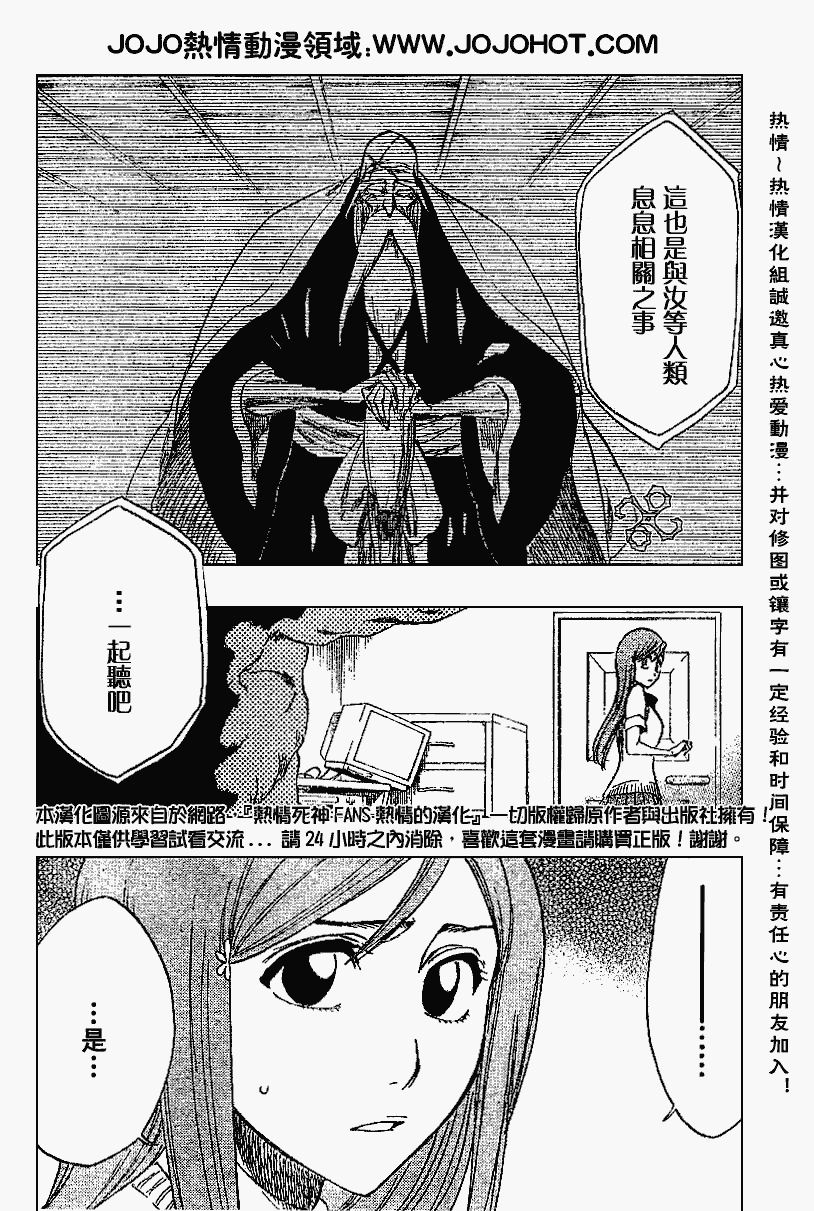 JOJO熱情動漫領域:WWW.JOJOHOT.COM
這也是與汝等人類
息息相關之事
…一起聽吧
本漢化圖源來自於網路--『熱情死神 FANS 熱情的漢化』一切版權歸原作者與出版社擁有!
此版本僅供學習試看交流... 請 24 小時之內消除，喜歡這套漫畫請購買正版!謝謝。
——……
…是…
热情~热情漢化組誠邀真心热爱動漫…并对修图或镶字有一定经验和时间保障…有责任心的朋友加入!